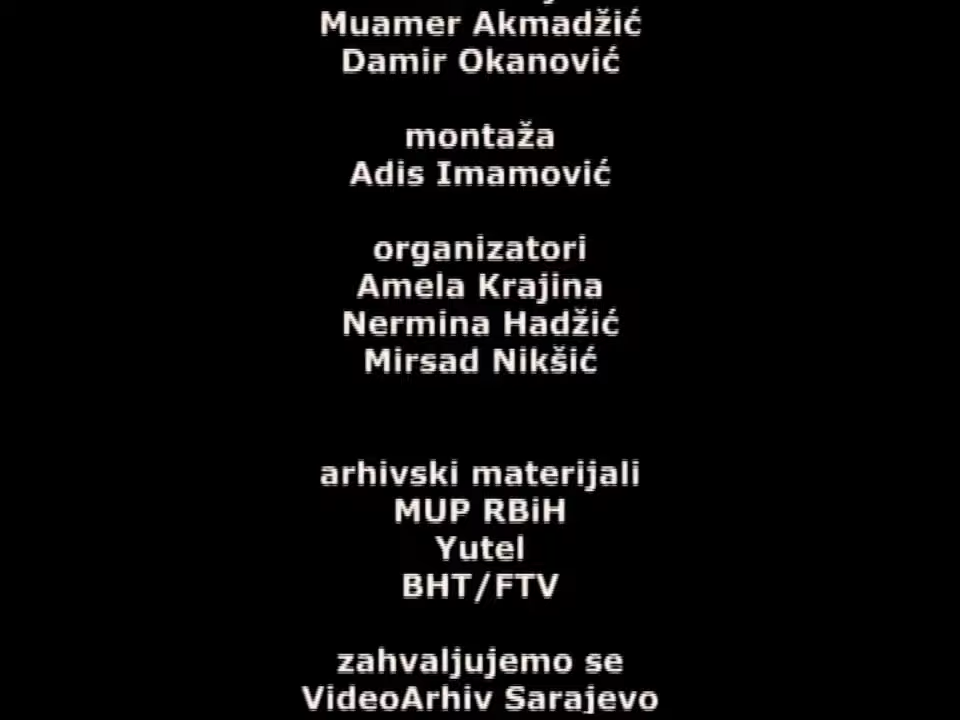 Muamer Akmadžić
Damir Okanović
montaža
Adis Imamović
organizatori
Amela Krajina
Nermina Hadžić
Mirsad Nikšić
arhivski materijali
MUP RBiH
Yutel
BHT/FTV
zahvaljujemo se
VideoArhiv Sarajevo